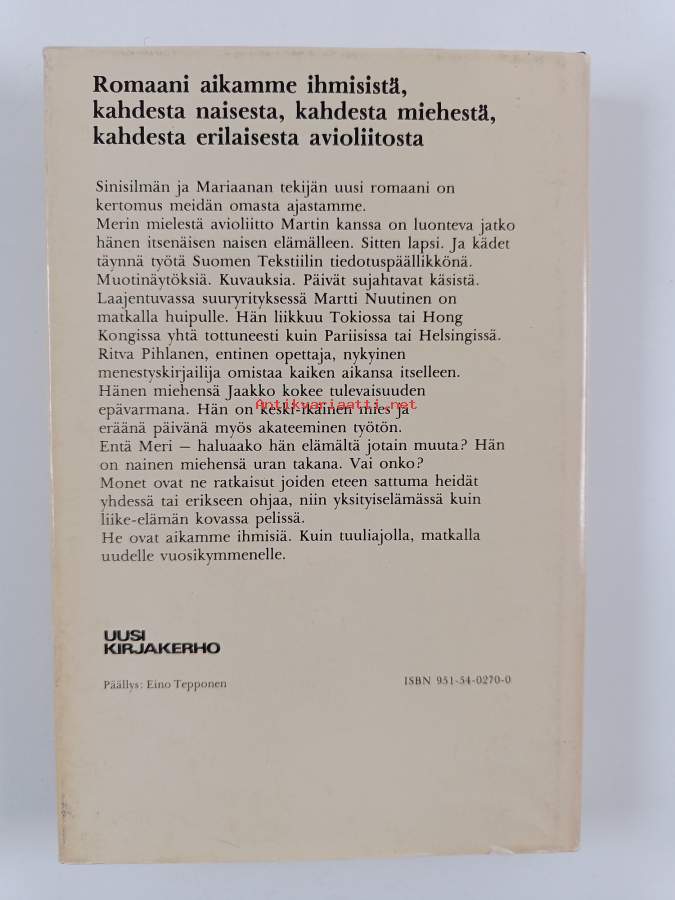 Romaani aikamme ihmisistä,
kahdesta naisesta, kahdesta miehestä,
kahdesta erilaisesta avioliitosta
Sinisilmän ja Mariaanan tekijän uusi romaani on
kertomus meidän omasta ajastamme.
Merin mielestä avioliitto Martin kanssa on luonteva jatko
hänen itsenäisen naisen elämälleen. Sitten lapsi. Ja kädet
täynnä työtä Suomen Tekstiilin tiedotuspäällikkönä.
Muotinäytöksiä. Kuvauksia. Päivät sujahtavat käsistä.
Laajentuvassa suuryrityksessä Martti Nuutinen on
matkalla huipulle. Hän liikkuu Tokiossa tai Hong
Kongissa yhtä tottuneesti kuin Pariisissa tai Helsingissä.
Ritva Pihlanen, entinen opettaja, nykyinen
menestyskirjailija omistaa kaiken aikansa itselleen.
Hänen miehensä Jaakko kokee tulevaisuuden
epävarmana. Hän on keski-ikäinen mies ja
Antikvariaatti.net
eräänä päivänä myös akateeminen työtön.
Entä Meri – haluaako hän elämältä jotain muuta? Hän
on nainen miehensä uran takana. Vai onko?
Monet ovat ne ratkaisut joiden eteen sattuma heidät
yhdessä tai erikseen ohjaa, niin yksityiselämässä kuin
liike-elämän kovassa pelissä.
He ovat aikamme ihmisiä. Kuin tuuliajolla, matkalla
uudelle vuosikymmenelle.
UUSI
KIRJAKERHO
Päällys: Eino Tepponen
ISBN 951-54-0270-0